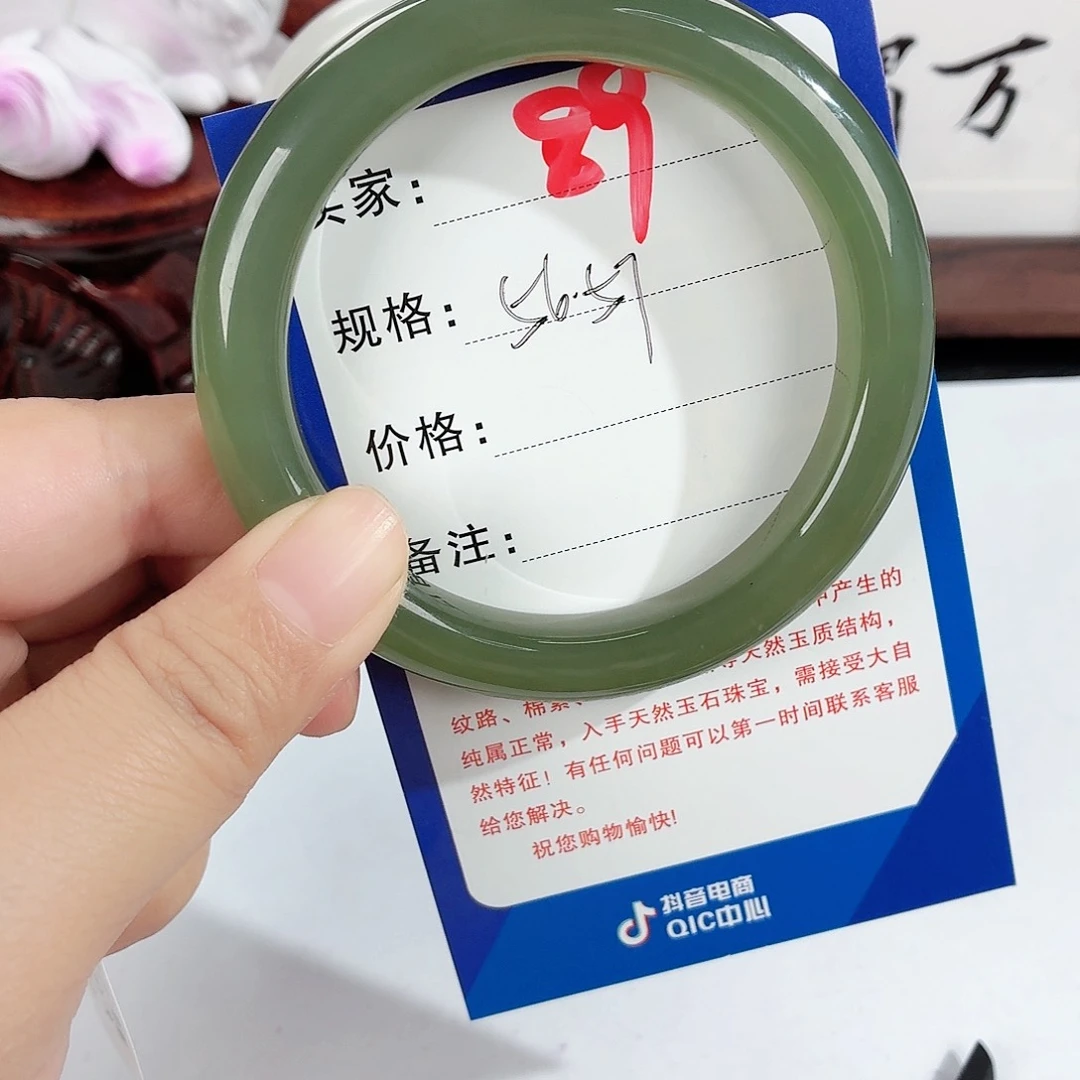 89
家：
规格：56.57
价格：
备注：
产生的
天然玉质结构，
纹路、棉絮、
纯属正常，入手天然玉石珠宝，需接受大自
然特征！有任何问题可以第一时间联系客服
给您解决。
祝您购物愉快!
抖音电商
QIC中心
万